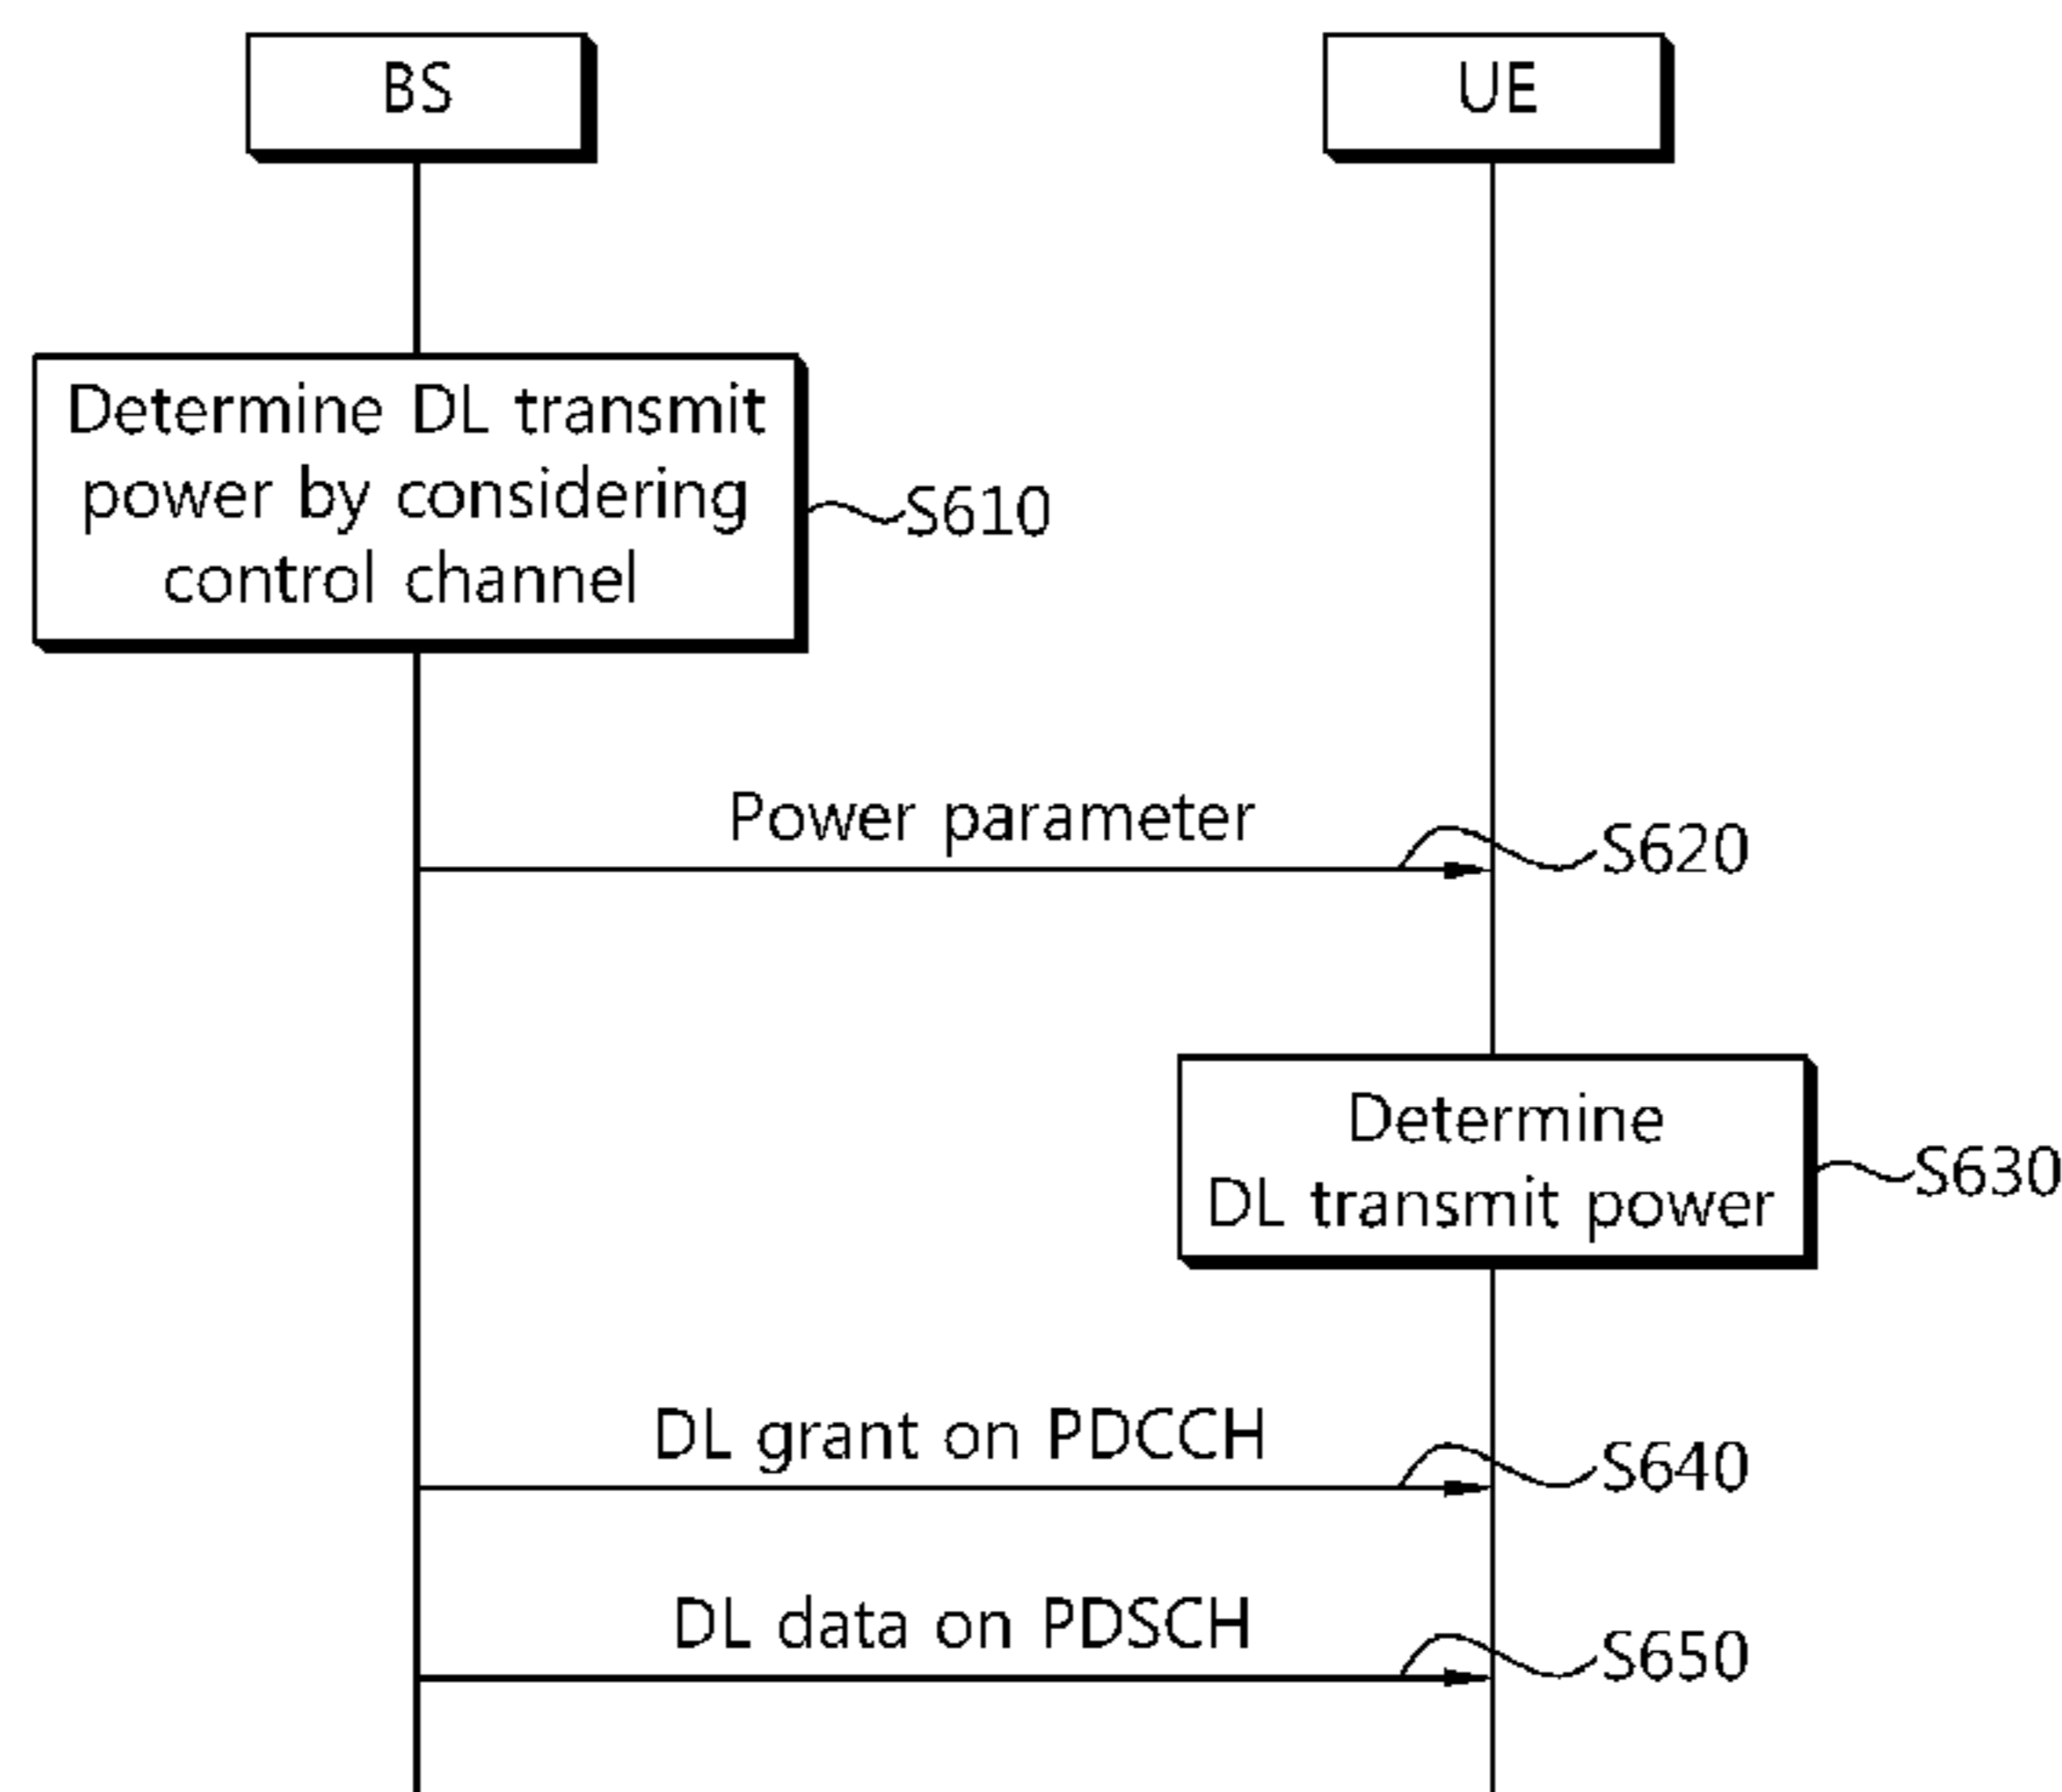 BS
UE
Determine DL transmit
power by considering
control channel
S610
Power parameter
S620
Determine
DL transmit power
S630
DL grant on PDCCH
S640
DL data on PDSCH
S650